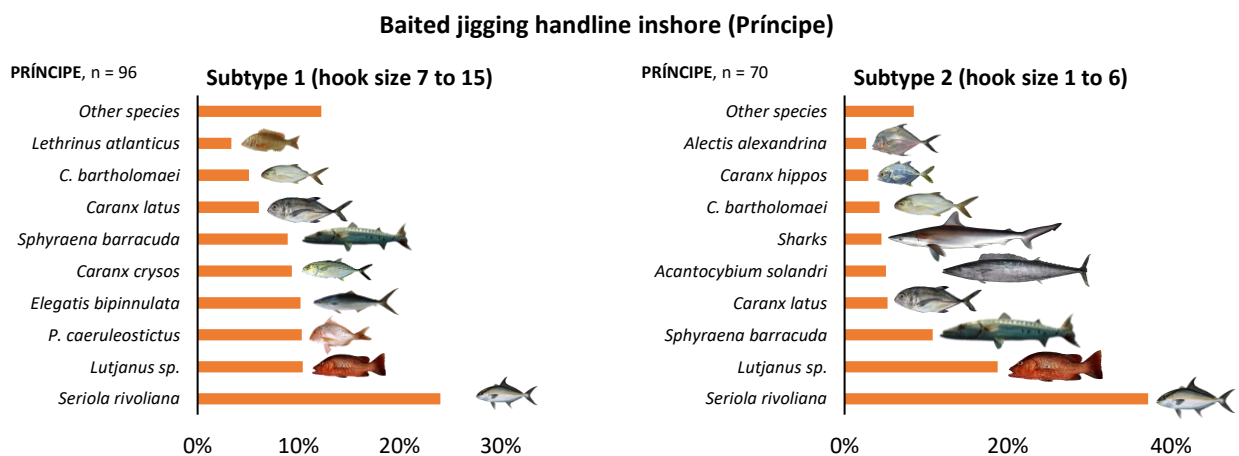 Baited jigging handline inshore (Príncipe)
PRÍNCIPE, n = 96
Subtype 1 (hook size 7 to 15)
Other species
Lethrinus atlanticus
C. bartholomaei
Caranx latus
Sphyraena barracuda
Caranx crysos
Elegatis bipinnulata
P. caeruleostictus
Lutjanus sp.
Seriola rivoliana
0% 10% 20% 30%
PRÍNCIPE, n = 70
Subtype 2 (hook size 1 to 6)
Other species
Alectis alexandrina
Caranx hippos
C. bartholomaei
Sharks
Acantocybium solandri
Caranx latus
Sphyraena barracuda
Lutjanus sp.
Seriola rivoliana
0% 20% 40%